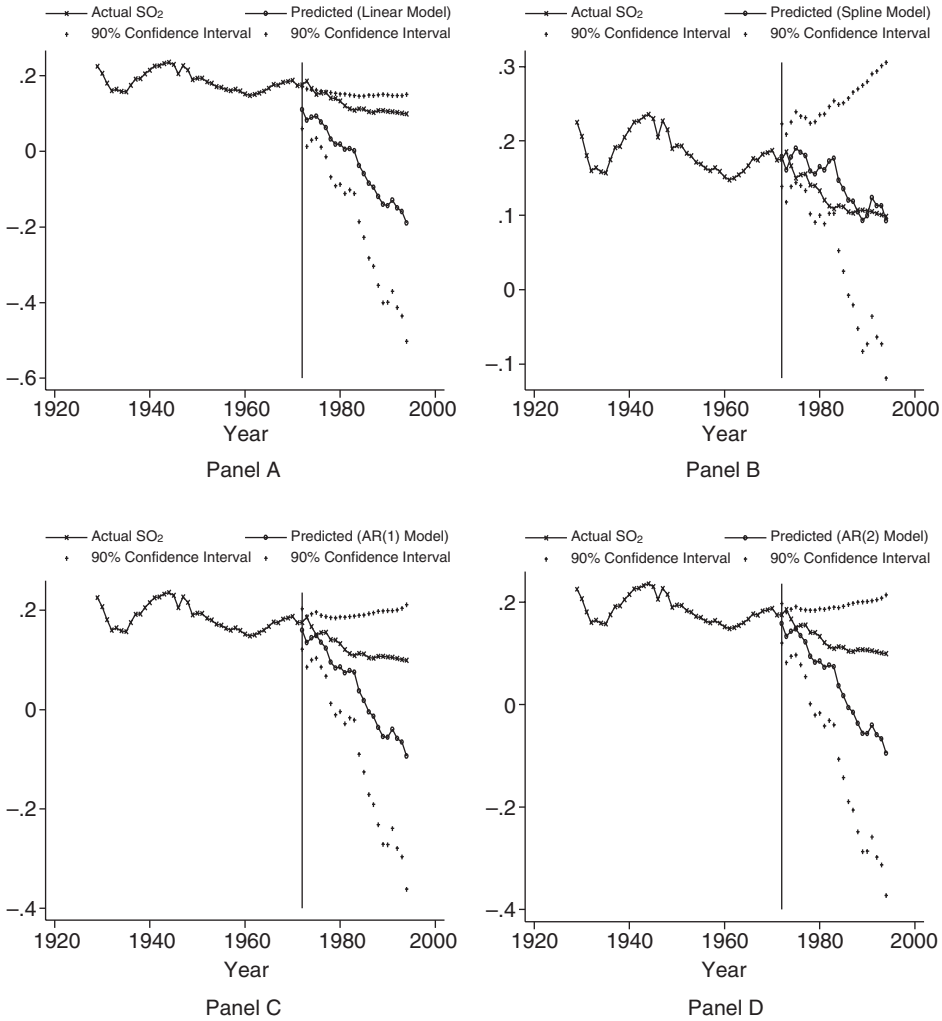 Actual SO₂ Predicted (Linear Model)
90% Confidence Interval 90% Confidence Interval
.2
0
−.2
−.4
−.6
1920 1940 1960 1980 2000
Year
Panel A
Actual SO₂ Predicted (Spline Model)
90% Confidence Interval 90% Confidence Interval
.3
.2
.1
0
−.1
1920 1940 1960 1980 2000
Year
Panel B
Actual SO₂ Predicted (AR(1) Model)
90% Confidence Interval 90% Confidence Interval
.2
0
−.2
−.4
1920 1940 1960 1980 2000
Year
Panel C
Actual SO₂ Predicted (AR(2) Model)
90% Confidence Interval 90% Confidence Interval
.2
0
−.2
−.4
1920 1940 1960 1980 2000
Year
Panel D